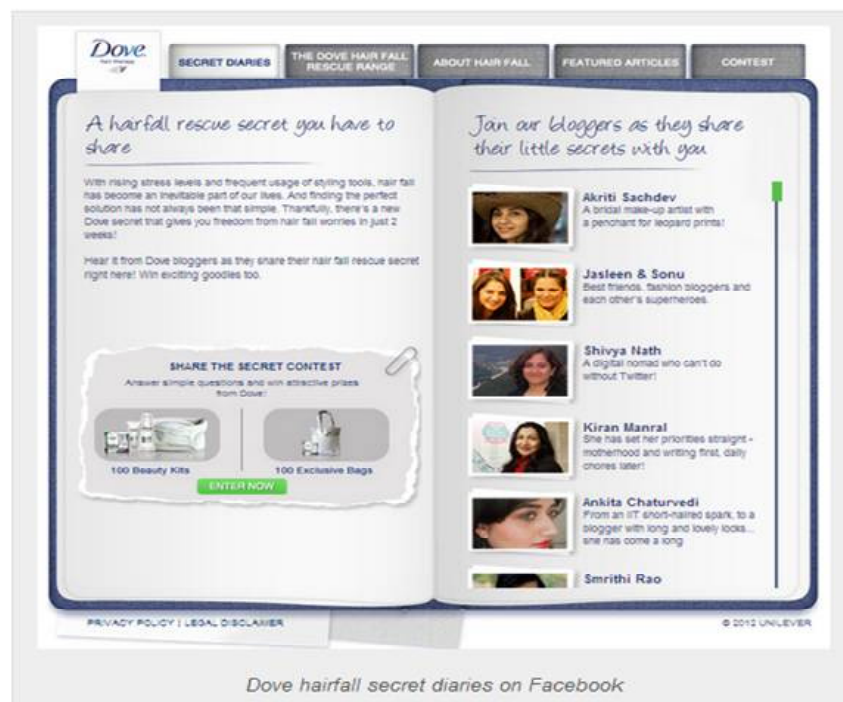 Dove
SECRET DIARIES
THE DOVE HAIR FALL
RESCUE RANGE
ABOUT HAIR FALL
FEATURED ARTICLES
CONTEST
A hairfall rescue secret you have to
share
With rising stress levels and frequent usage of styling tools, hair fall
has become an inevitable part of our lives. And finding the perfect
solution has not always been that simple. Thankfully, there's a new
Dove secret that gives you freedom from hair fall worries in just 2
weeks!
Hear it from Dove bloggers as they share their hair fall rescue secret
right here! Win exciting goodies too.
SHARE THE SECRET CONTEST
Answer simple questions and win attractive prizes
from Dove!
100 Beauty Kits
100 Exclusive Bags
ENTER NOW
Join our bloggers as they share
their little secrets with you
Akriti Sachdev
A bridal make-up artist with
a penchant for leopard prints!
Jasleen & Sonu
Best friends, fashion bloggers and
each other's superheroes.
Shivya Nath
A digital nomad who can't do
without Twitter!
Kiran Manral
She has set her priorities straight -
motherhood and writing first, daily
chores later!
Ankita Chaturvedi
From an IIT short-haired spark, to a
blogger with long and lovely locks...
she has come a long
Smrithi Rao
PRIVACY POLICY | LEGAL DISCLAIMER
© 2012 UNILEVER
Dove hairfall secret diaries on Facebook